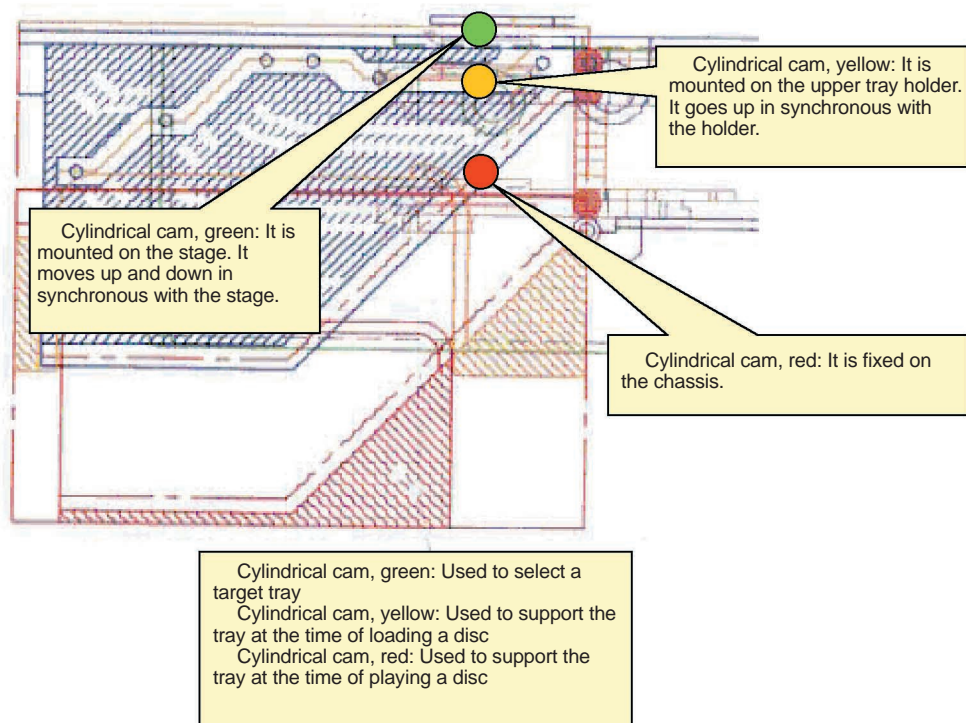 Cylindrical cam, yellow: It is
mounted on the upper tray holder.
It goes up in synchronous with
the holder.
Cylindrical cam, green: It is
mounted on the stage. It
moves up and down in
synchronous with the stage.
Cylindrical cam, red: It is fixed on
the chassis.
Cylindrical cam, green: Used to select a
target tray
Cylindrical cam, yellow: Used to support the
tray at the time of loading a disc
Cylindrical cam, red: Used to support the
tray at the time of playing a disc